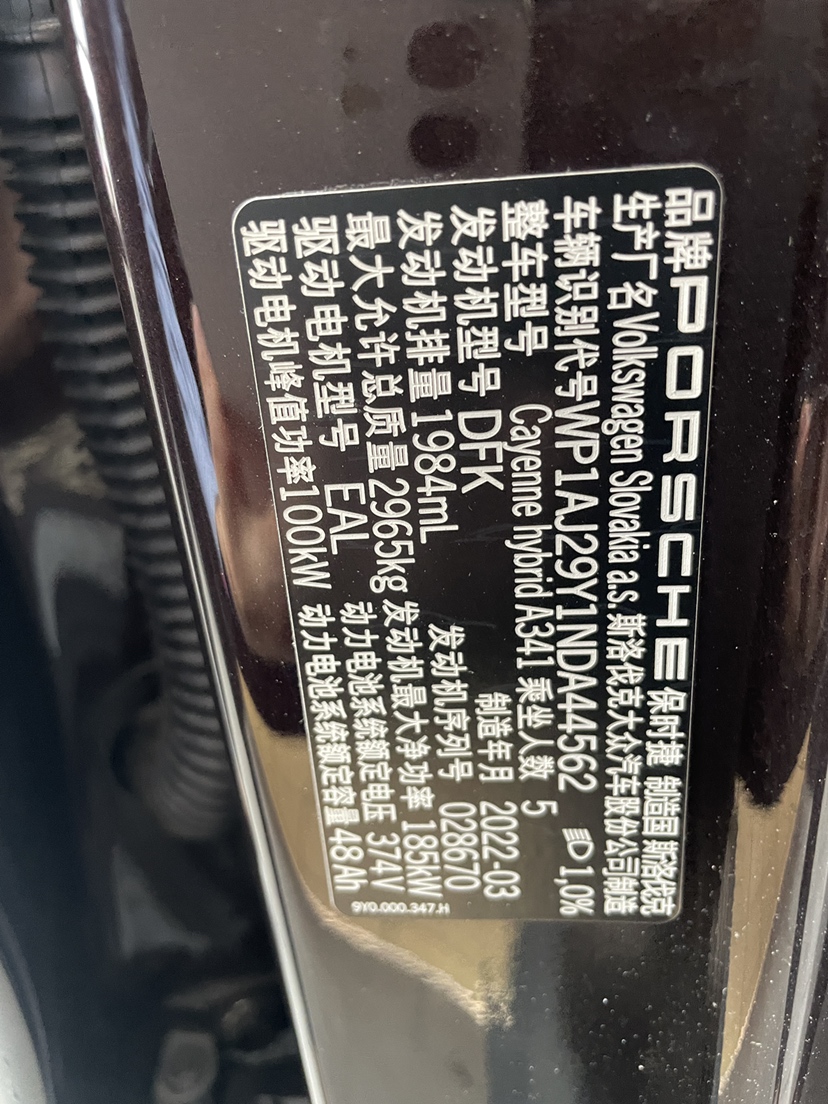 品牌 PORSCHE 保时捷 制造国 斯洛伐克
生产厂名 Volkswagen Slovakia a.s. 斯洛伐克大众汽车股份公司制造
车辆识别代号 WP1AJ29Y1NDA44562 1,0%
整车型号 Cayenne hybrid A341 乘坐人数 5
发动机型号 DFK 制造年月 2022-03
发动机排量 1984mL 发动机序列号 028670
最大允许总质量 2965kg 发动机最大净功率 185kW
驱动电机型号 EAL 动力电池系统额定电压 374V
驱动电机峰值功率 100kW 动力电池系统额定容量 48Ah
9Y0.000.347.H